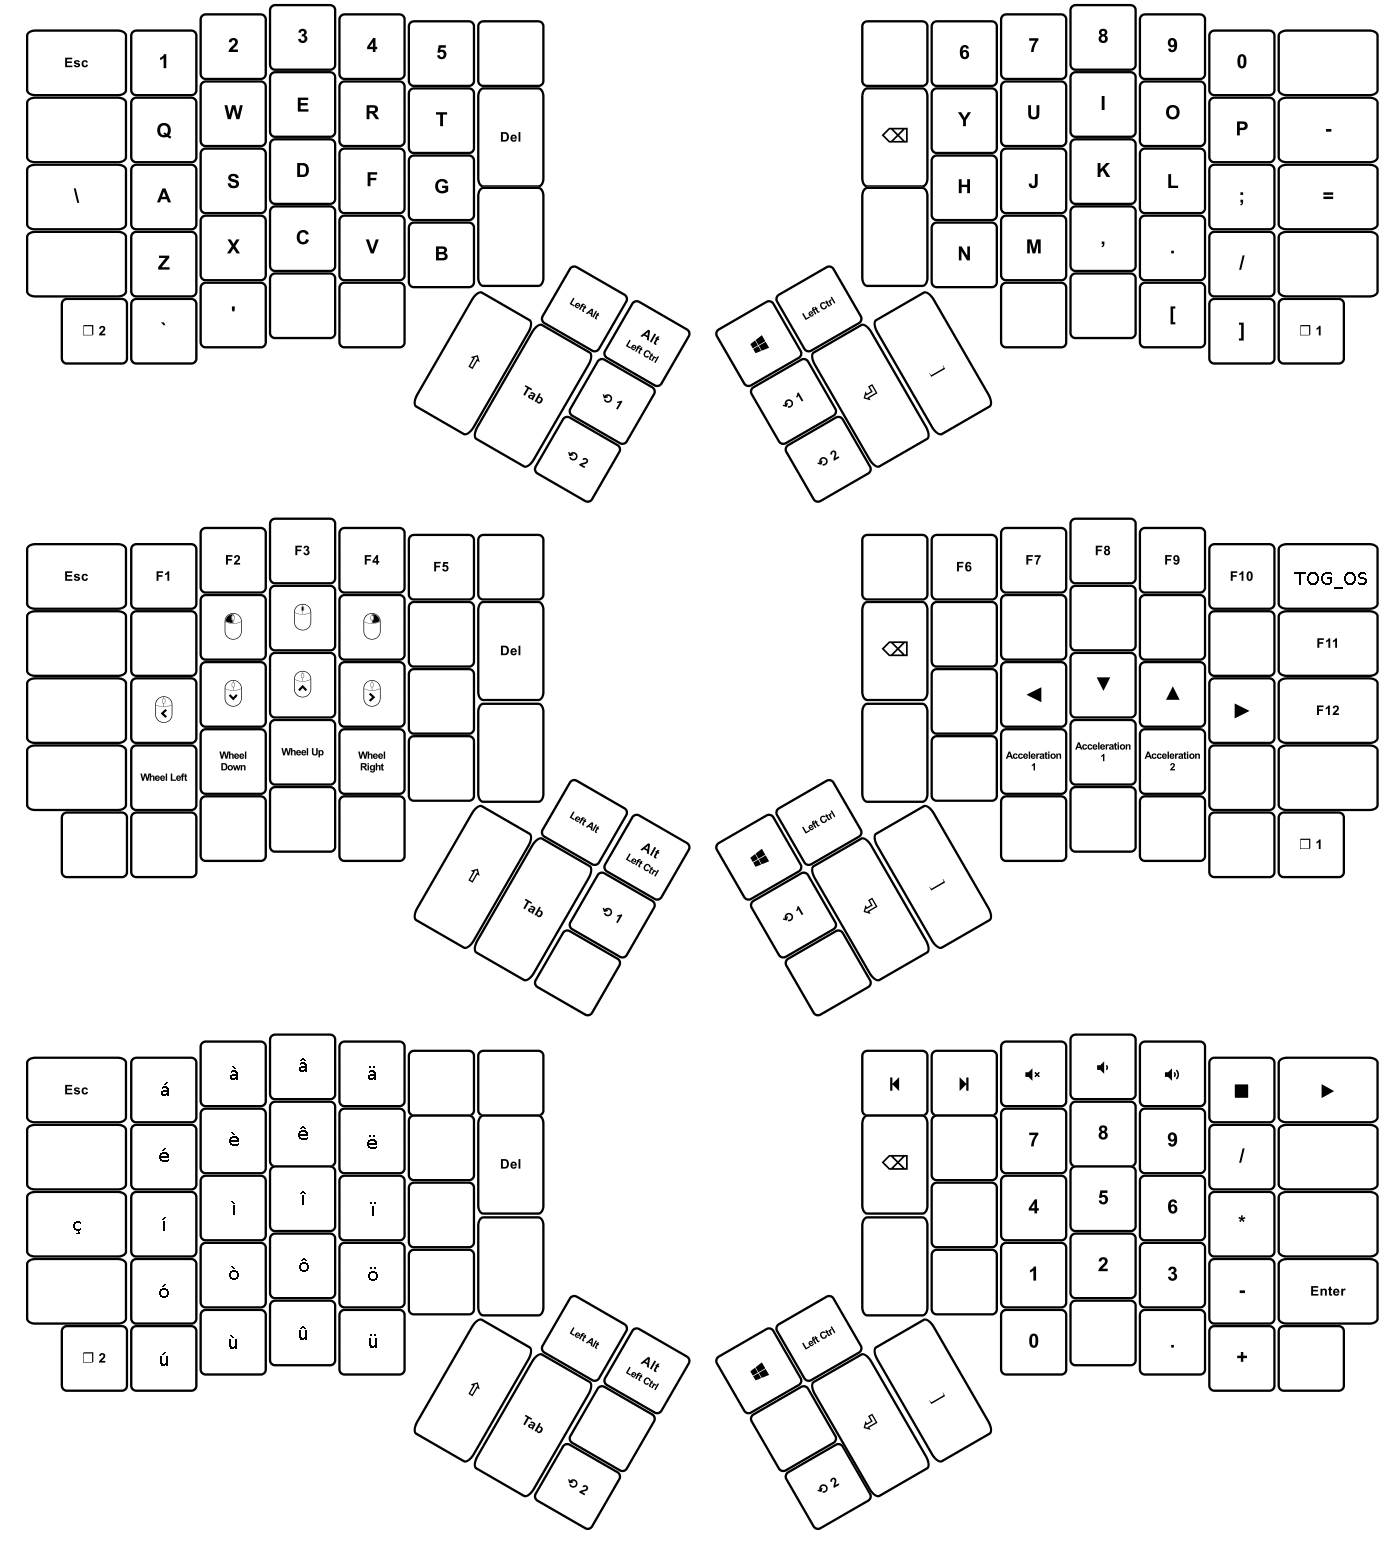 Esc 1 2 3 4 5 6 7 8 9 0
Q W E R T Del ⌫ Y U I O P -
\ A S D F G H J K L ; =
Z X C V B N M , . /
❐ 2 ` ' [ ] ❐ 1
Left Alt Left Ctrl
⇧ Alt
Left Ctrl
Tab ⟲ 1 ⟲ 1 ⏎ ⎵
⟲ 2 ⟲ 2
Esc F1 F2 F3 F4 F5 F6 F7 F8 F9 F10 TOG_OS
Del ⌫ F11
◀ ▼ ▲ ▶ F12
Wheel Left Wheel
Down Wheel Up Wheel
Right Acceleration
1 Acceleration
1 Acceleration
2
❐ 1
Left Alt Left Ctrl
⇧ Alt
Left Ctrl
Tab ⟲ 1 ⟲ 1 ⏎ ⎵
Esc á à â ä
é è ê ë Del ⌫ 7 8 9 /
ç í ì î ï 4 5 6 *
ó ò ô ö 1 2 3 - Enter
❐ 2 ú ù û ü 0 . +
Left Alt Left Ctrl
⇧ Alt
Left Ctrl
Tab ⏎ ⎵
⟲ 2 ⟲ 2